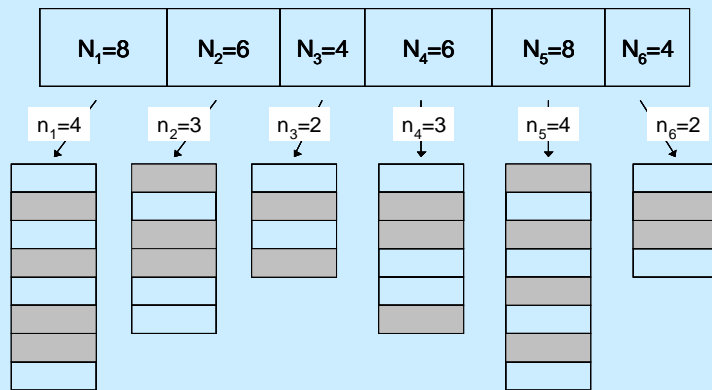 N₁=8 N₂=6 N₃=4 N₄=6 N₅=8 N₆=4
n₁=4 n₂=3 n₃=2 n₄=3 n₅=4 n₆=2